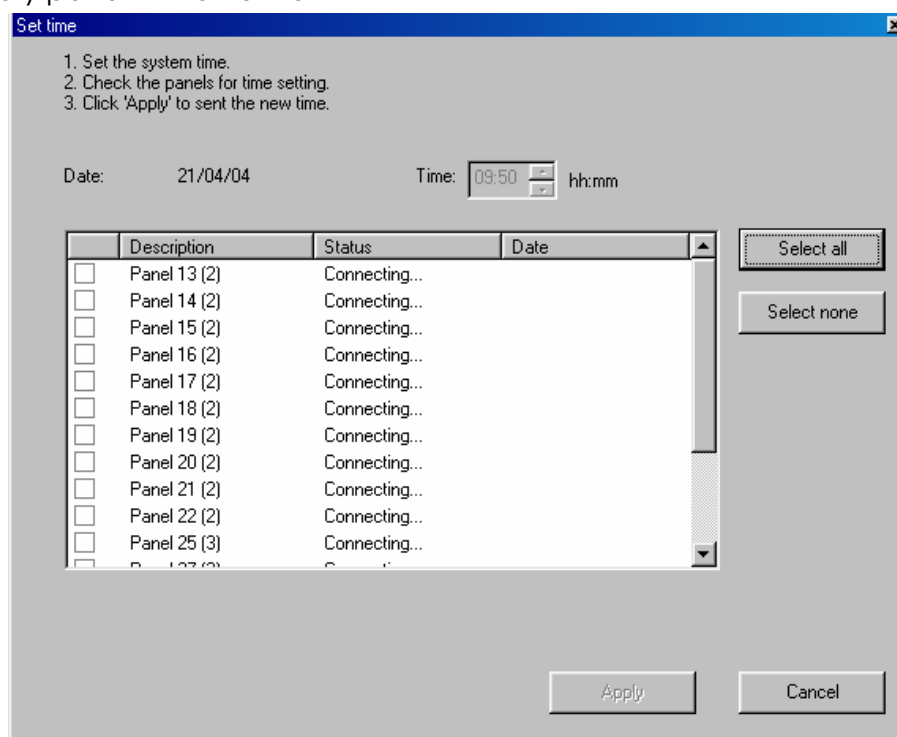 Set time
1. Set the system time.
2. Check the panels for time setting.
3. Click 'Apply' to sent the new time.
Date: 21/04/04 Time: 09:50 hh:mm
Description Status Date
Select all
Panel 13 (2) Connecting...
Panel 14 (2) Connecting...
Select none
Panel 15 (2) Connecting...
Panel 16 (2) Connecting...
Panel 17 (2) Connecting...
Panel 18 (2) Connecting...
Panel 19 (2) Connecting...
Panel 20 (2) Connecting...
Panel 21 (2) Connecting...
Panel 22 (2) Connecting...
Panel 25 (3) Connecting...
Apply Cancel